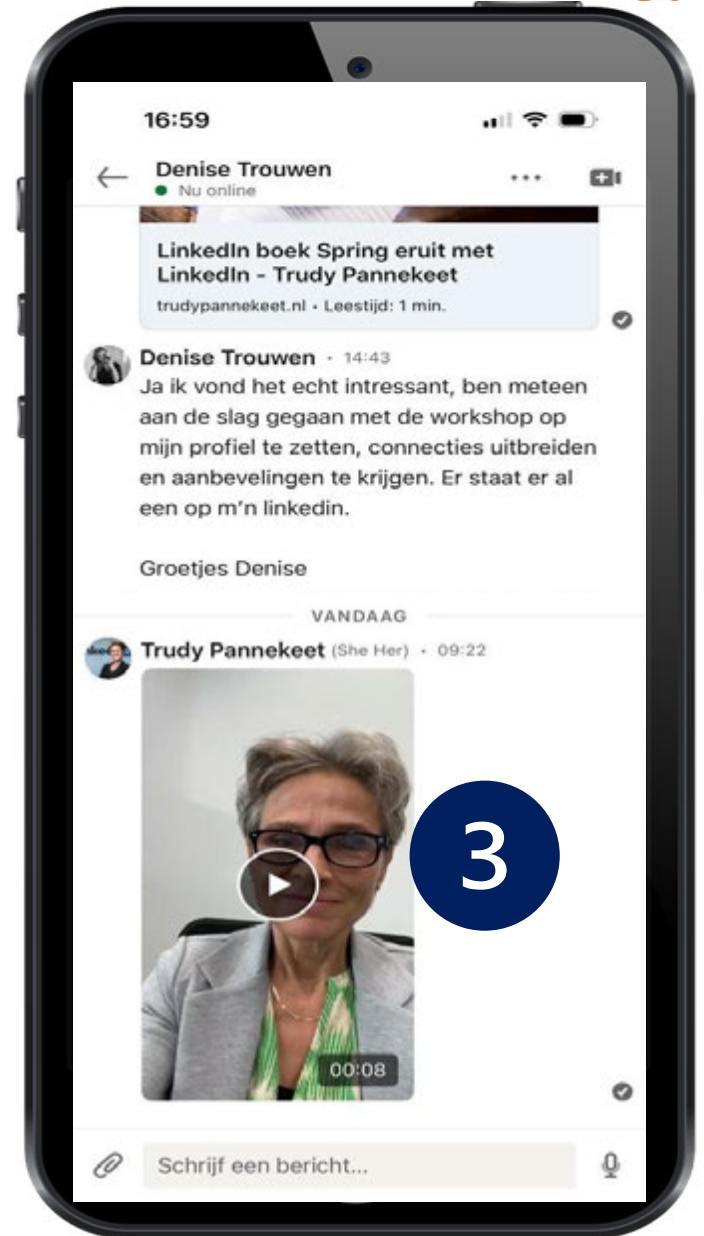 16:59
Denise Trouwen
Nu online
LinkedIn boek Spring eruit met
LinkedIn - Trudy Pannekeet
trudypannekeet.nl • Leestijd: 1 min.
Denise Trouwen · 14:43
Ja ik vond het echt intressant, ben meteen
aan de slag gegaan met de workshop op
mijn profiel te zetten, connecties uitbreiden
en aanbevelingen te krijgen. Er staat er al
een op m'n linkedin.
Groetjes Denise
VANDAAG
Trudy Pannekeet (She Her) · 09:22
3
00:08
Schrijf een bericht...